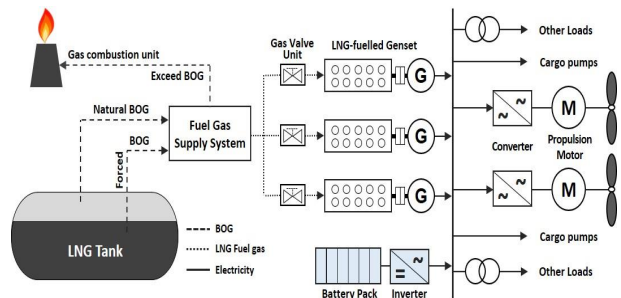 Gas combustion unit
Exceed BOG
Natural BOG
BOG
Forced
Fuel Gas
Supply System
LNG Tank
BOG
LNG Fuel gas
Electricity
Gas Valve
Unit
LNG-fuelled Genset
G
G
G
Battery Pack
Inverter
Other Loads
Cargo pumps
M
Converter
Propulsion
Motor
M
Cargo pumps
Other Loads